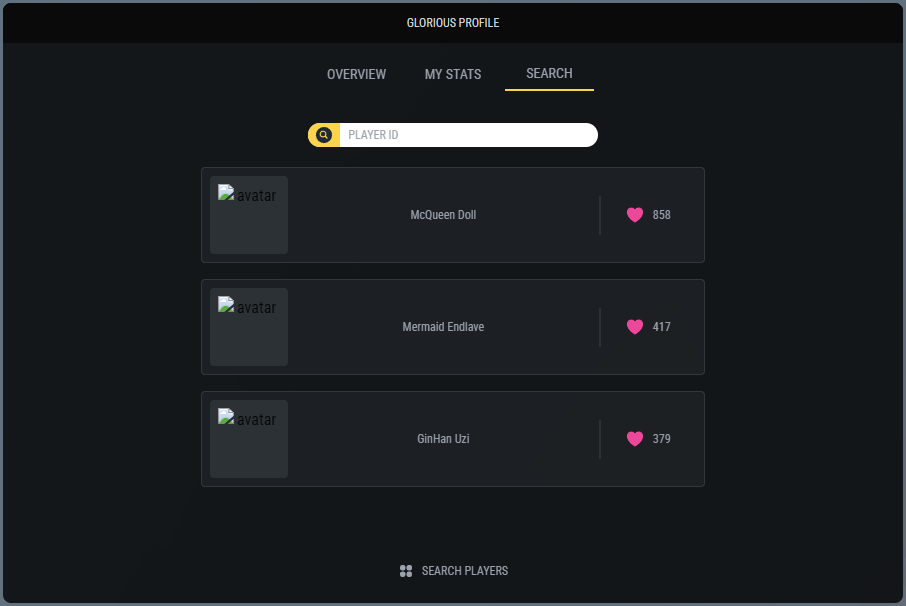 GLORIOUS PROFILE
OVERVIEW MY STATS SEARCH
PLAYER ID
avatar McQueen Doll 858
avatar Mermaid Endlave 417
avatar GinHan Uzi 379
SEARCH PLAYERS